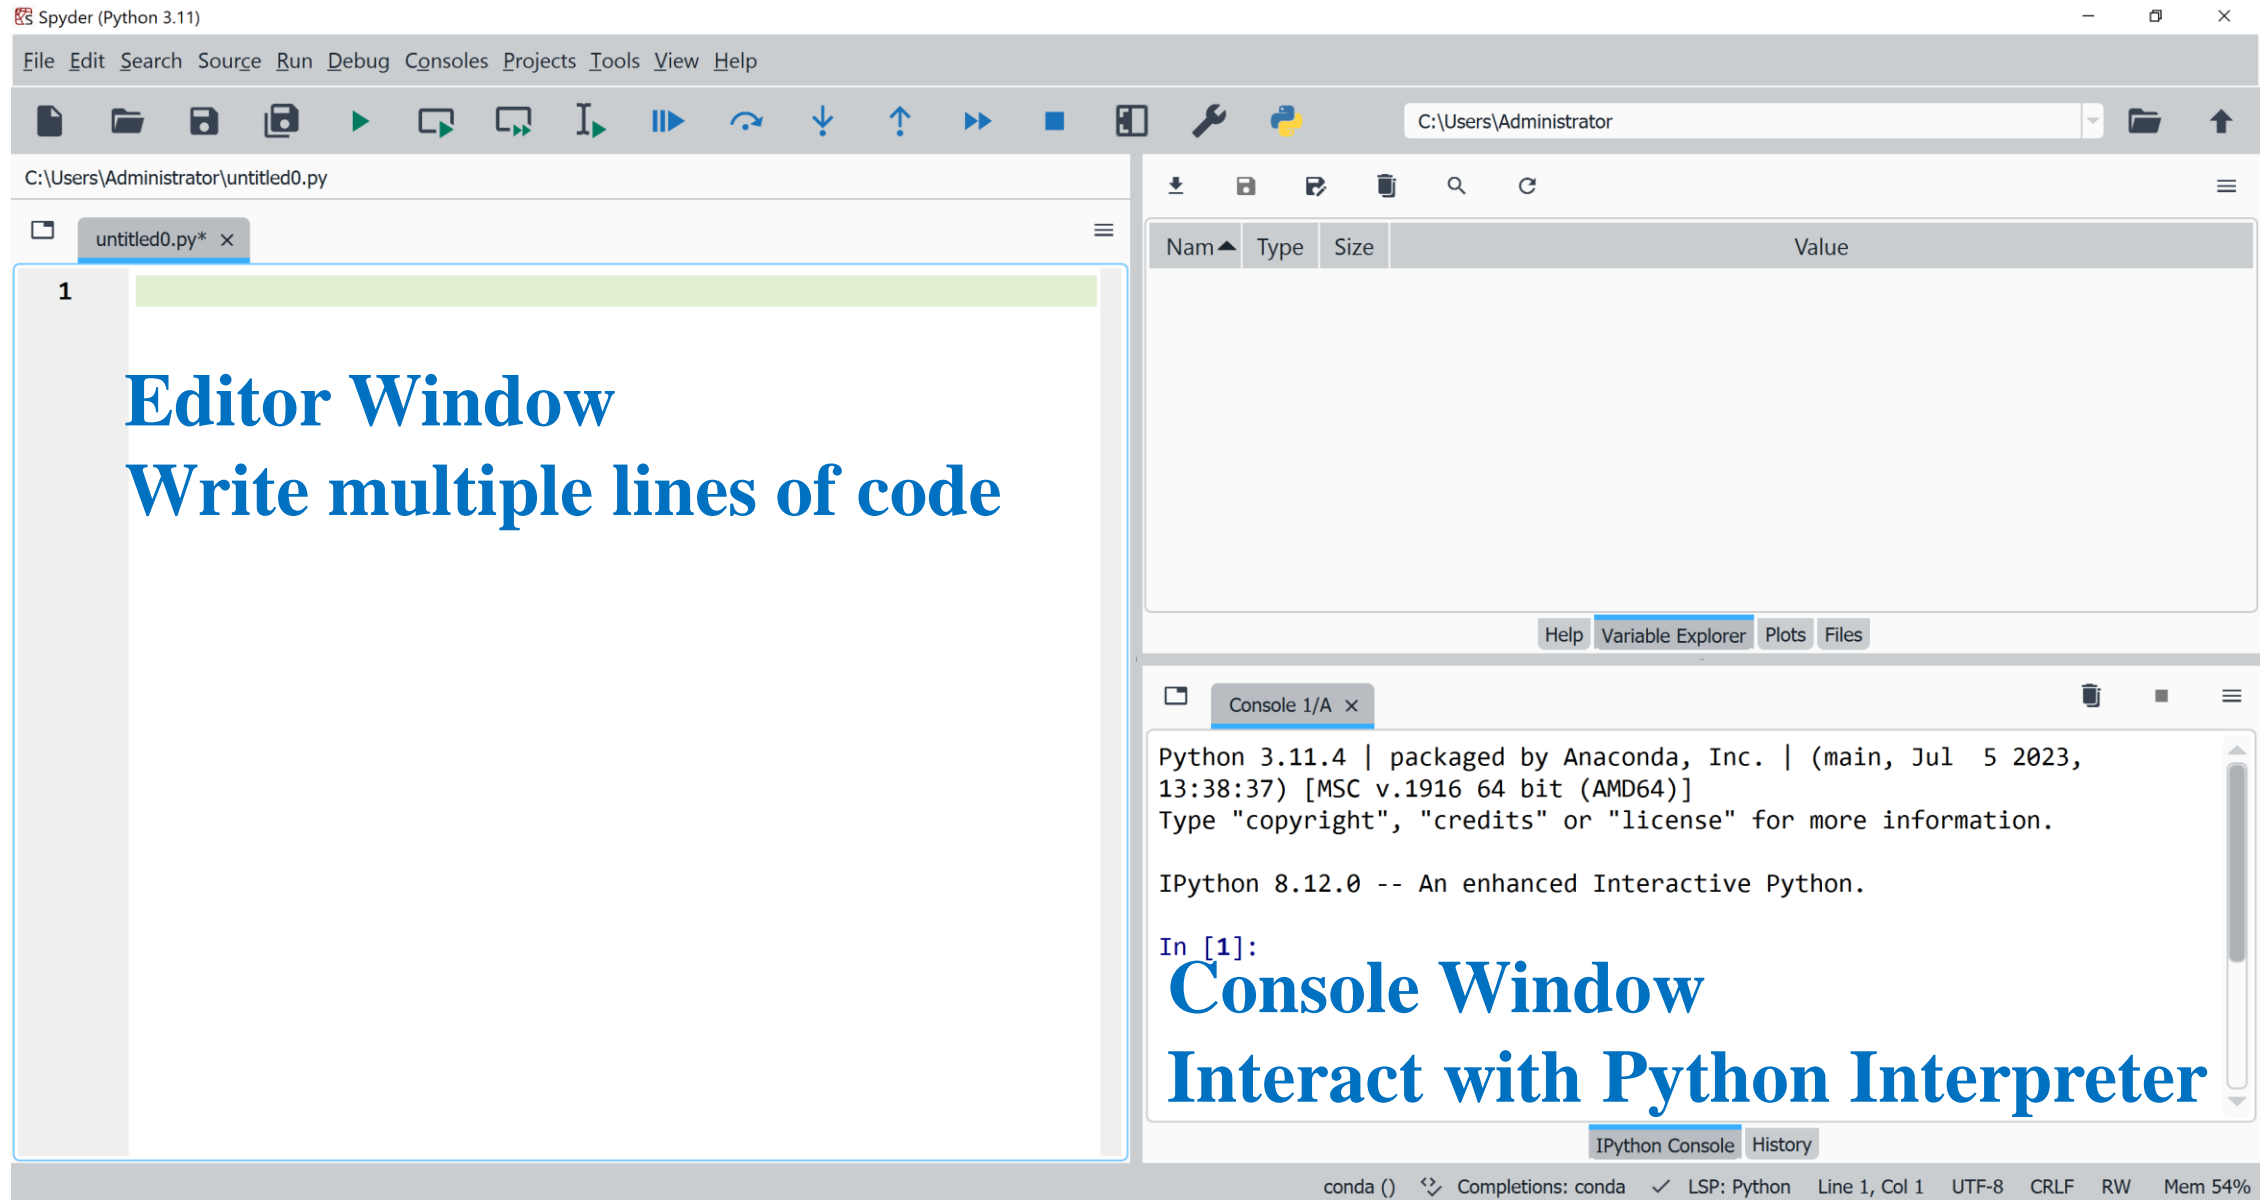 Spyder (Python 3.11)
File Edit Search Source Run Debug Consoles Projects Tools View Help
C:\Users\Administrator
C:\Users\Administrator\untitled0.py
untitled0.py*
1
Editor Window
Write multiple lines of code
Nam Type Size Value
Help Variable Explorer Plots Files
Console 1/A
Python 3.11.4 | packaged by Anaconda, Inc. | (main, Jul  5 2023,
13:38:37) [MSC v.1916 64 bit (AMD64)]
Type "copyright", "credits" or "license" for more information.
IPython 8.12.0 -- An enhanced Interactive Python.
In [1]:
Console Window
Interact with Python Interpreter
IPython Console History
conda () Completions: conda LSP: Python Line 1, Col 1 UTF-8 CRLF RW Mem 54%